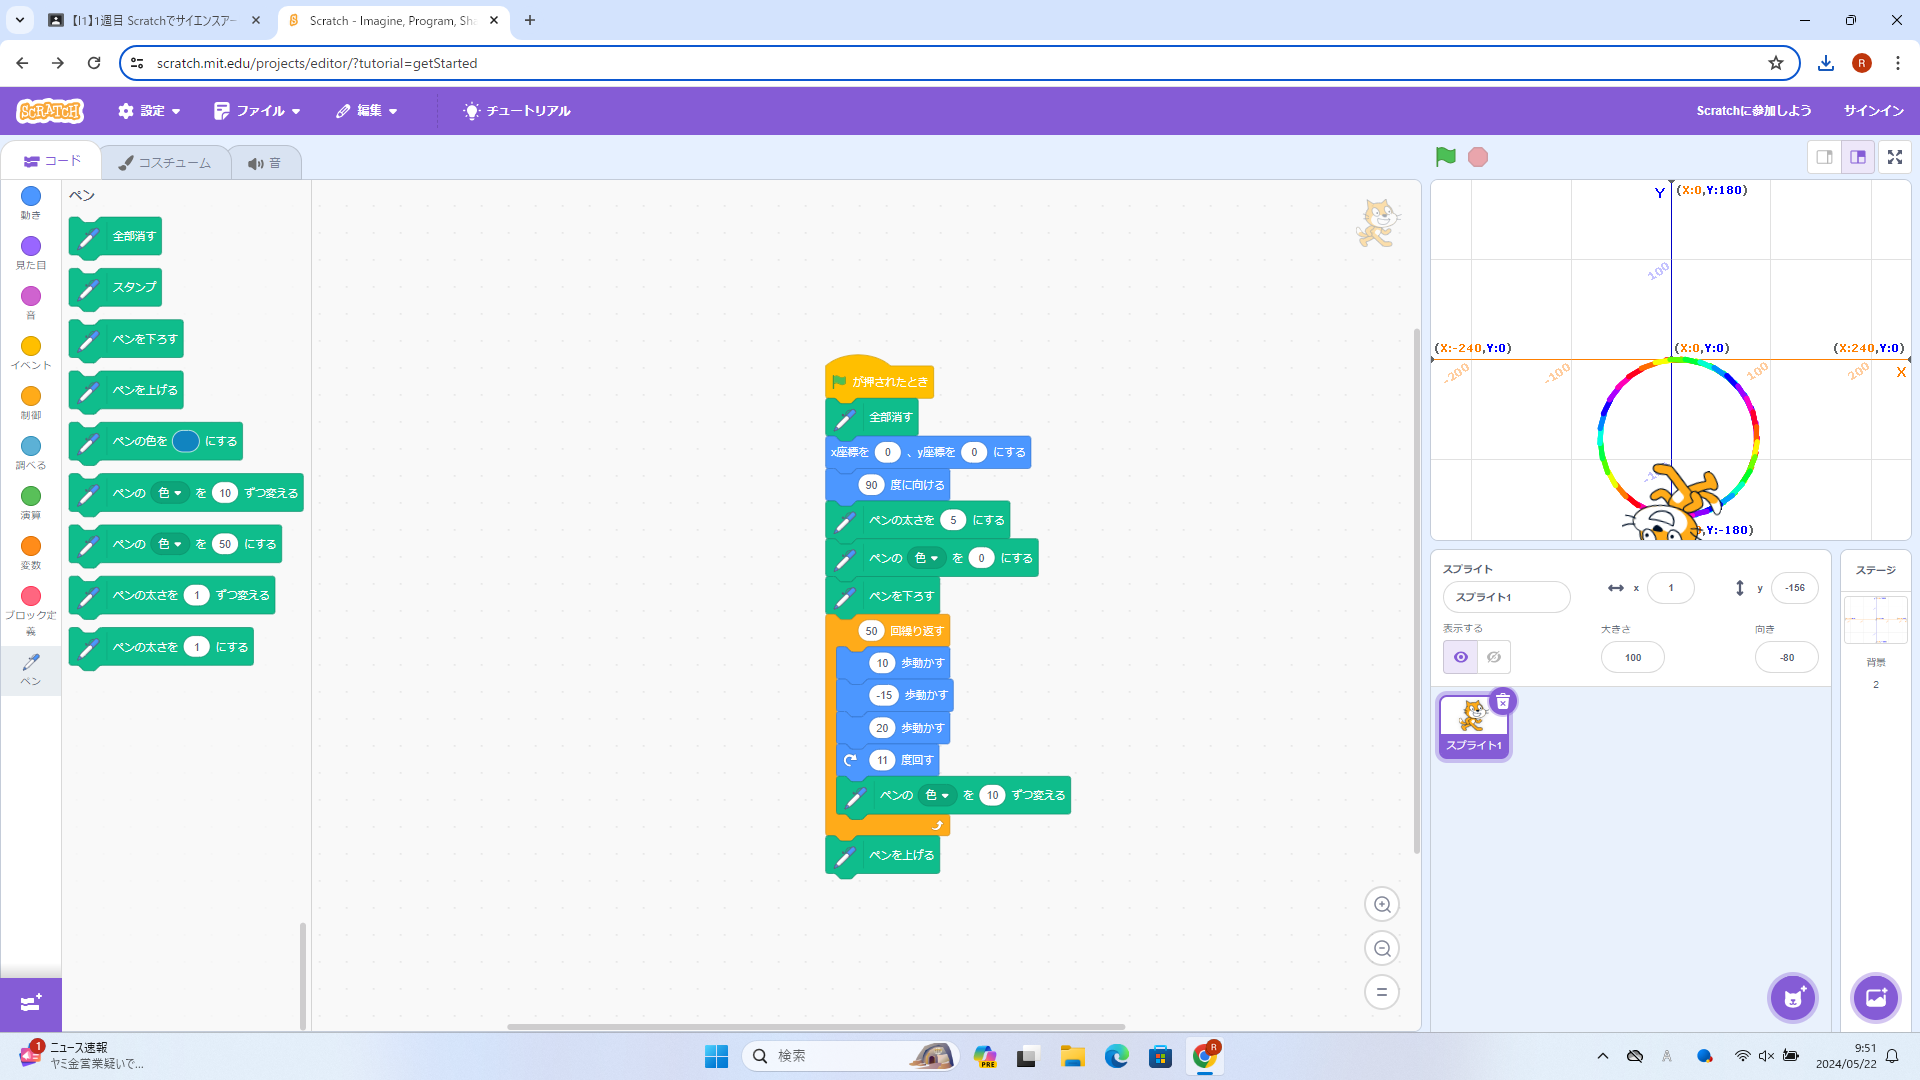 【I1】1週目 Scratchでサイエンスアー
Scratch - Imagine, Program, Sha
scratch.mit.edu/projects/editor/?tutorial=getStarted
R
SCRATCH
設定
ファイル
編集
チュートリアル
Scratchに参加しよう
サインイン
コード
コスチューム
音
動き
見た目
音
イベント
制御
調べる
演算
変数
ブロック定
義
ペン
ペン
全部消す
スタンプ
ペンを下ろす
ペンを上げる
ペンの色を にする
ペンの 色 を 10 ずつ変える
ペンの 色 を 50 にする
ペンの太さを 1 ずつ変える
ペンの太さを 1 にする
が押されたとき
全部消す
x座標を 0 、y座標を 0 にする
90 度に向ける
ペンの太さを 5 にする
ペンの 色 を 0 にする
ペンを下ろす
50 回繰り返す
10 歩動かす
-15 歩動かす
20 歩動かす
11 度回す
ペンの 色 を 10 ずつ変える
ペンを上げる
Y (X:0,Y:180)
100
(X:-240,Y:0) (X:0,Y:0) (X:240,Y:0)
-200 -100 100 200 X
,Y:-180)
スプライト
スプライト1
x 1
y -156
表示する
大きさ
100
向き
-80
スプライト1
ステージ
背景
2
1
ニュース速報
ヤミ金営業疑いで...
検索
PRE
R
A
9:51
2024/05/22